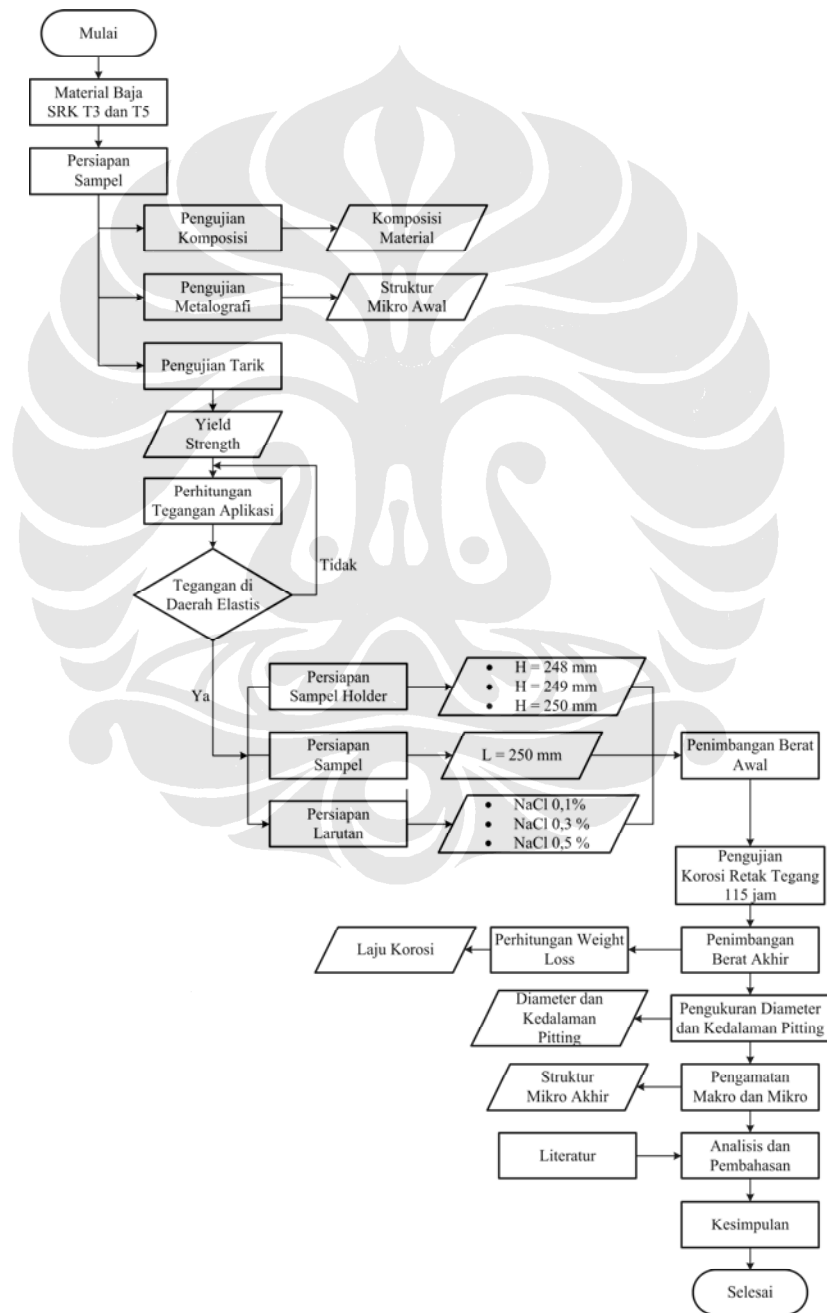 Mulai
Material Baja
SRK T3 dan T5
Persiapan
Sampel
Pengujian
Komposisi
Komposisi
Material
Pengujian
Metalografi
Struktur
Mikro Awal
Pengujian Tarik
Yield
Strength
Perhitungan
Tegangan Aplikasi
Tegangan di
Daerah Elastis
Tidak
Ya
Persiapan
Sampel Holder
• H = 248 mm
• H = 249 mm
• H = 250 mm
Persiapan
Sampel
L = 250 mm
Penimbangan Berat
Awal
Persiapan
Larutan
• NaCl 0,1%
• NaCl 0,3 %
• NaCl 0,5 %
Pengujian
Korosi Retak Tegang
115 jam
Penimbangan
Berat Akhir
Perhitungan Weight
Loss
Laju Korosi
Pengukuran Diameter
dan Kedalaman Pitting
Diameter dan
Kedalaman
Pitting
Pengamatan
Makro dan Mikro
Struktur
Mikro Akhir
Literatur
Analisis dan
Pembahasan
Kesimpulan
Selesai